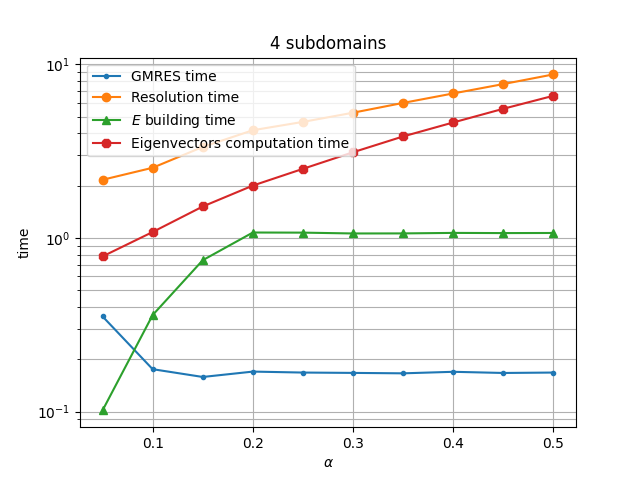 4 subdomains
GMRES time
Resolution time
E building time
Eigenvectors computation time
time
10¹
10⁰
10⁻¹
0.1 0.2 0.3 0.4 0.5
α